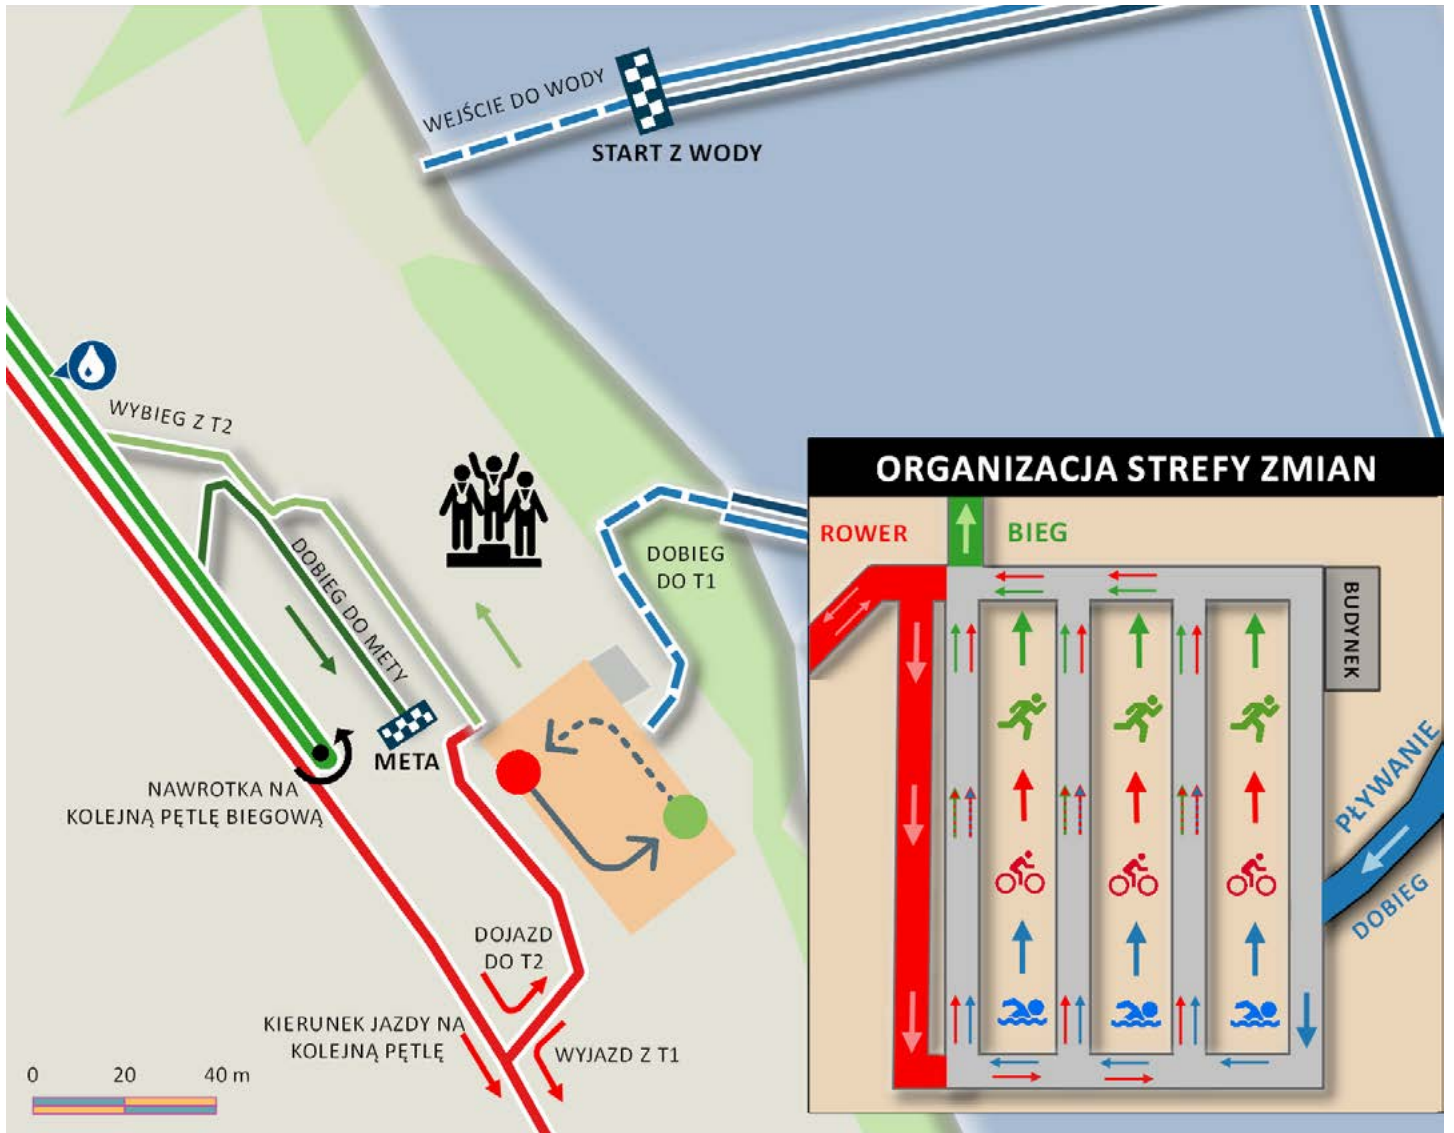 WEJŚCIE DO WODY
START Z WODY
WYBIEG Z T2
DOBIEG DO METY
DOBIEG
DO T1
META
NAWROTKA NA
KOLEJNĄ PĘTLĘ BIEGOWĄ
DOJAZD
DO T2
KIERUNEK JAZDY NA
KOLEJNĄ PĘTLĘ
WYJAZD Z T1
0 20 40 m
ORGANIZACJA STREFY ZMIAN
ROWER
BIEG
BUDYNEK
PŁYWANIE
DOBIEG